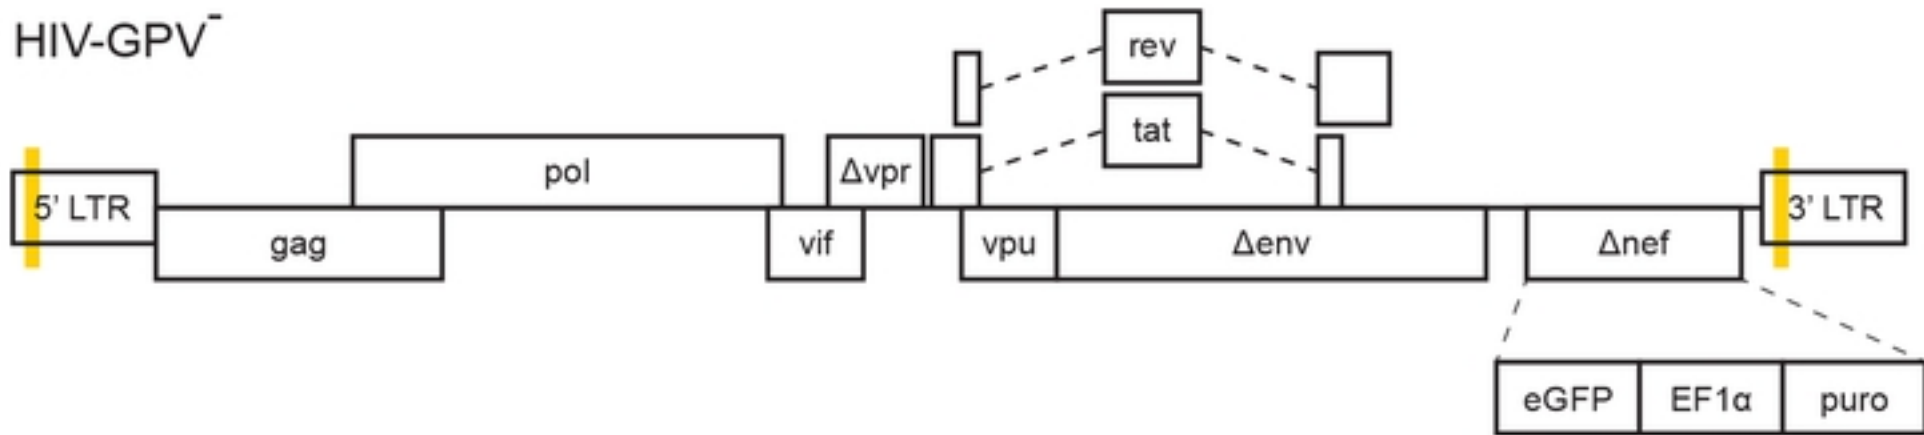 HIV-GPV⁻
rev
tat
5' LTR
pol
Δvpr
gag
vif
vpu
Δenv
Δnef
3' LTR
eGFP
EF1α
puro